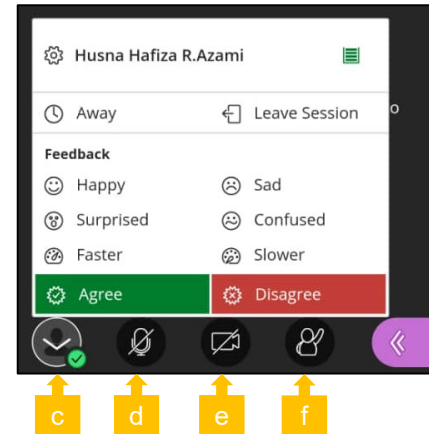 Husna Hafiza R.Azami
Away Leave Session
o
Feedback
Happy Sad
Surprised Confused
Faster Slower
Agree Disagree
c d e f